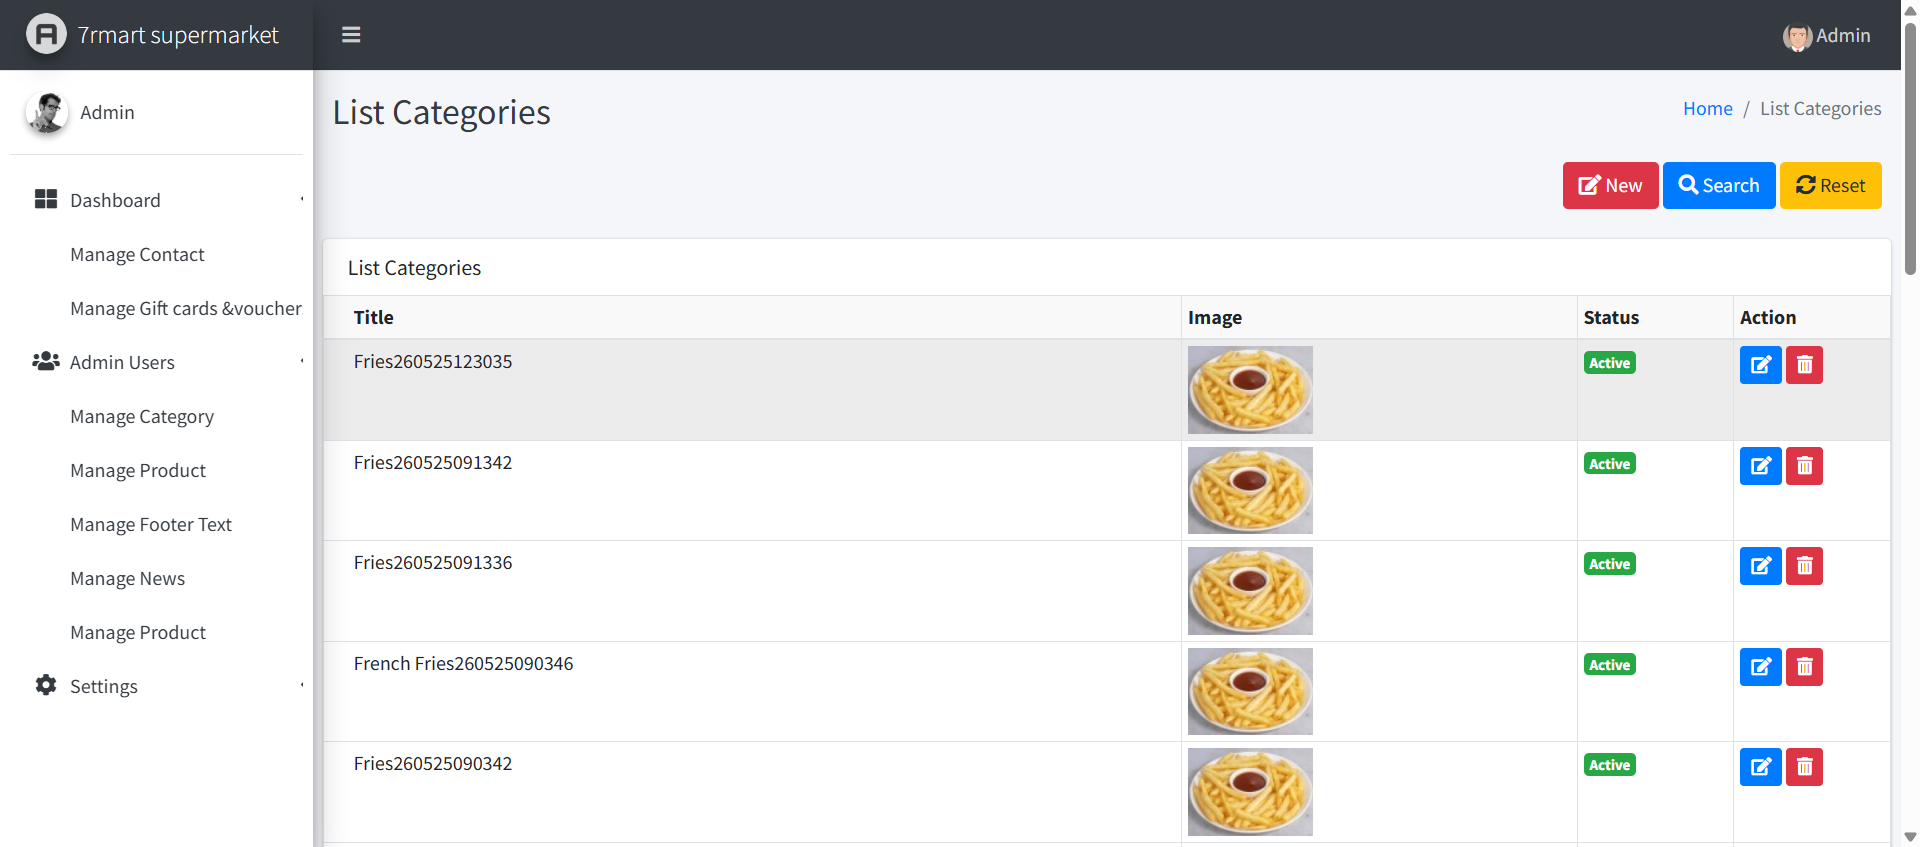 7rmart supermarket
Admin
Admin
List Categories
Home / List Categories
New
Search
Reset
Dashboard
Manage Contact
Manage Gift cards &voucher
Admin Users
Manage Category
Manage Product
Manage Footer Text
Manage News
Manage Product
Settings
List Categories
Title Image Status Action
Fries260525123035 Active
Fries260525091342 Active
Fries260525091336 Active
French Fries260525090346 Active
Fries260525090342 Active